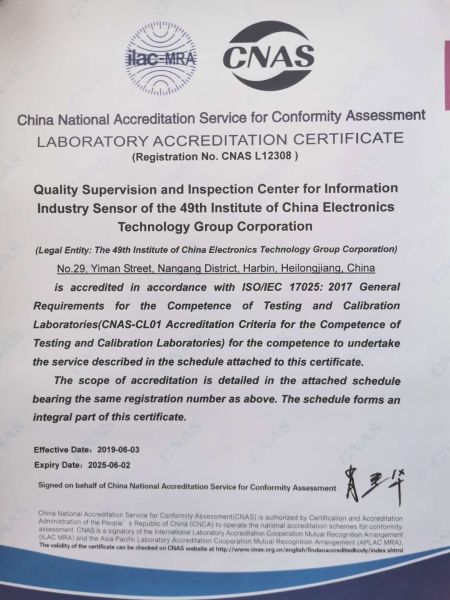 ilac-MRA
CNAS
China National Accreditation Service for Conformity Assessment
LABORATORY ACCREDITATION CERTIFICATE
(Registration No. CNAS L12308 )
Quality Supervision and Inspection Center for Information
Industry Sensor of the 49th Institute of China Electronics
Technology Group Corporation
(Legal Entity: The 49th Institute of China Electronics Technology Group Corporation)
No.29, Yiman Street, Nangang District, Harbin, Heilongjiang, China
is accredited in accordance with ISO/IEC 17025: 2017 General
Requirements for the Competence of Testing and Calibration
Laboratories(CNAS-CL01 Accreditation Criteria for the Competence of
Testing and Calibration Laboratories) for the competence to undertake
the service described in the schedule attached to this certificate.
The scope of accreditation is detailed in the attached schedule
bearing the same registration number as above. The schedule forms an
integral part of this certificate.
Effective Date: 2019-06-03
Expiry Date: 2025-06-02
Signed on behalf of China National Accreditation Service for Conformity Assessment
China National Accreditation Service for Conformity Assessment(CNAS) is authorized by Certification and Accreditation
Administration of the People's Republic of China (CNCA) to operate the national accreditation schemes for conformity
assessment. CNAS is a signatory of the International Laboratory Accreditation Cooperation Mutual Recognition Arrangement
(ILAC MRA) and the Asia Pacific Laboratory Accreditation Cooperation Mutual Recognition Arrangement (APLAC MRA).
The validity of the certificate can be checked on CNAS website at http://www.cnas.org.cn/english/findanaccreditedbody/index.shtml